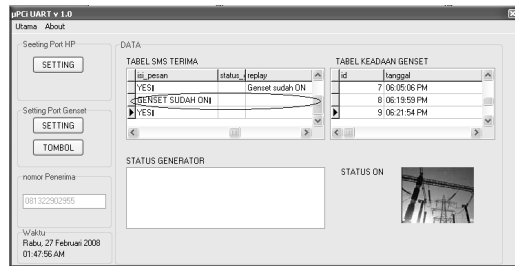 µPCi UART v 1.0
Utama About
Seeting Port HP
SETTING
Setting Port Genset
SETTING
TOMBOL
nomor Penerima
081322902955
Waktu
Rabu, 27 Februari 2008
01:47:56 AM
DATA
TABEL SMS TERIMA
isi_pesan status_ replay
YES Genset sudah ON
GENSET SUDAH ON
YES
TABEL KEADAAN GENSET
id tanggal
7 06:05:06 PM
8 06:19:59 PM
9 06:21:54 PM
STATUS GENERATOR
STATUS ON